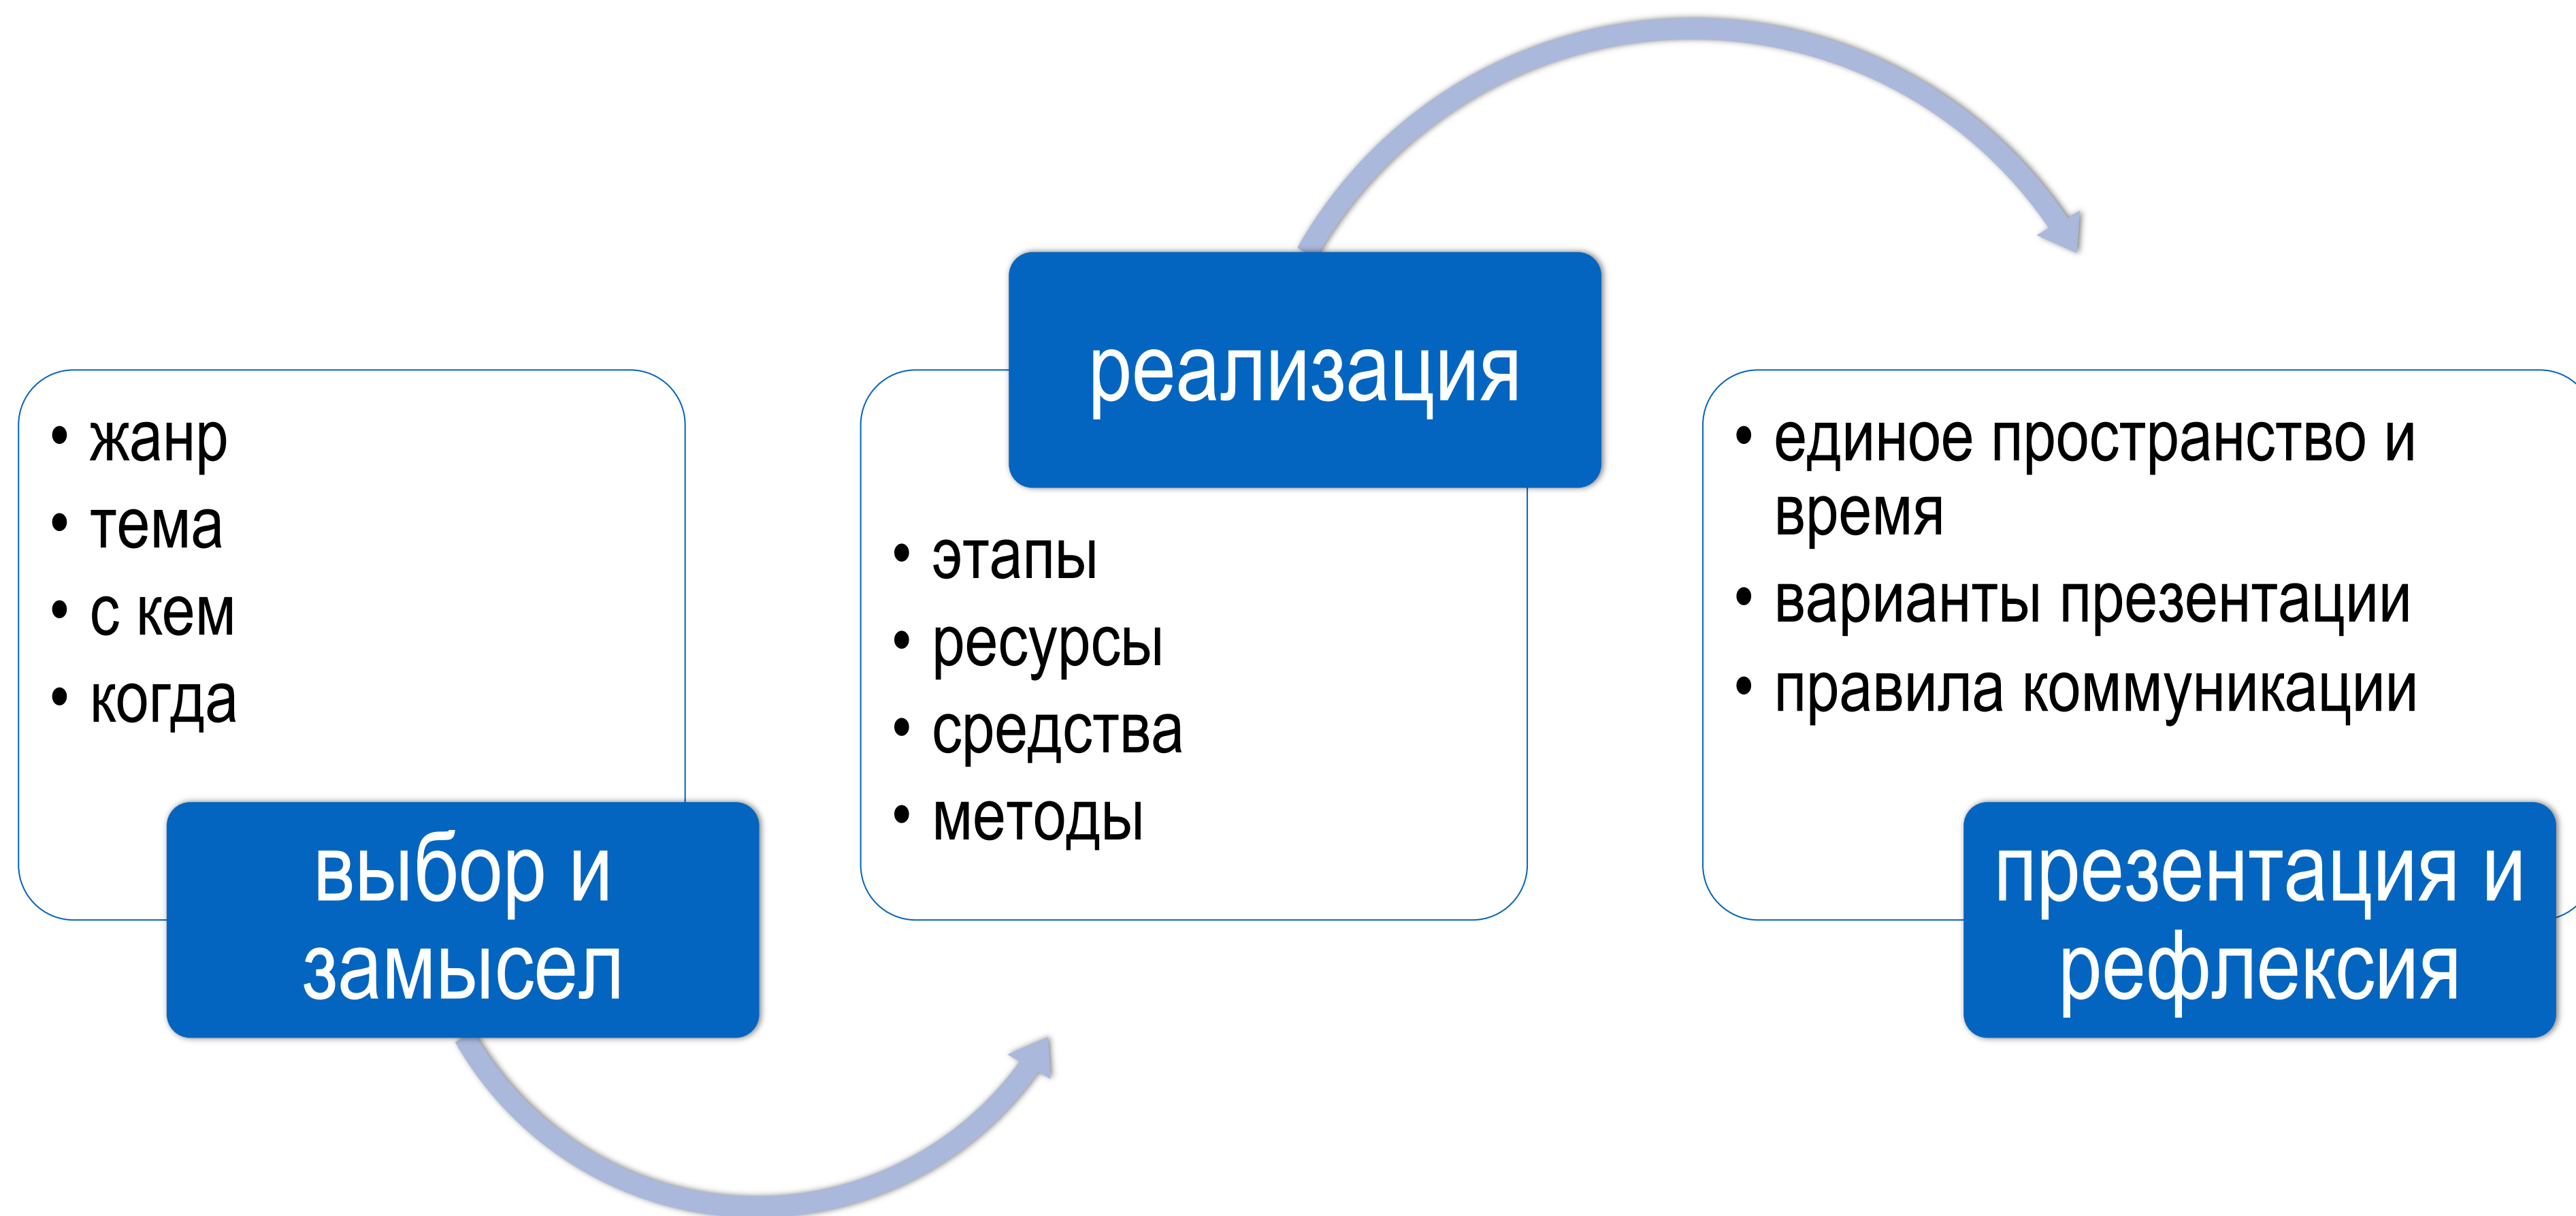 • жанр
• тема
• с кем
• когда
выбор и
замысел
реализация
• этапы
• ресурсы
• средства
• методы
• единое пространство и
время
• варианты презентации
• правила коммуникации
презентация и
рефлексия